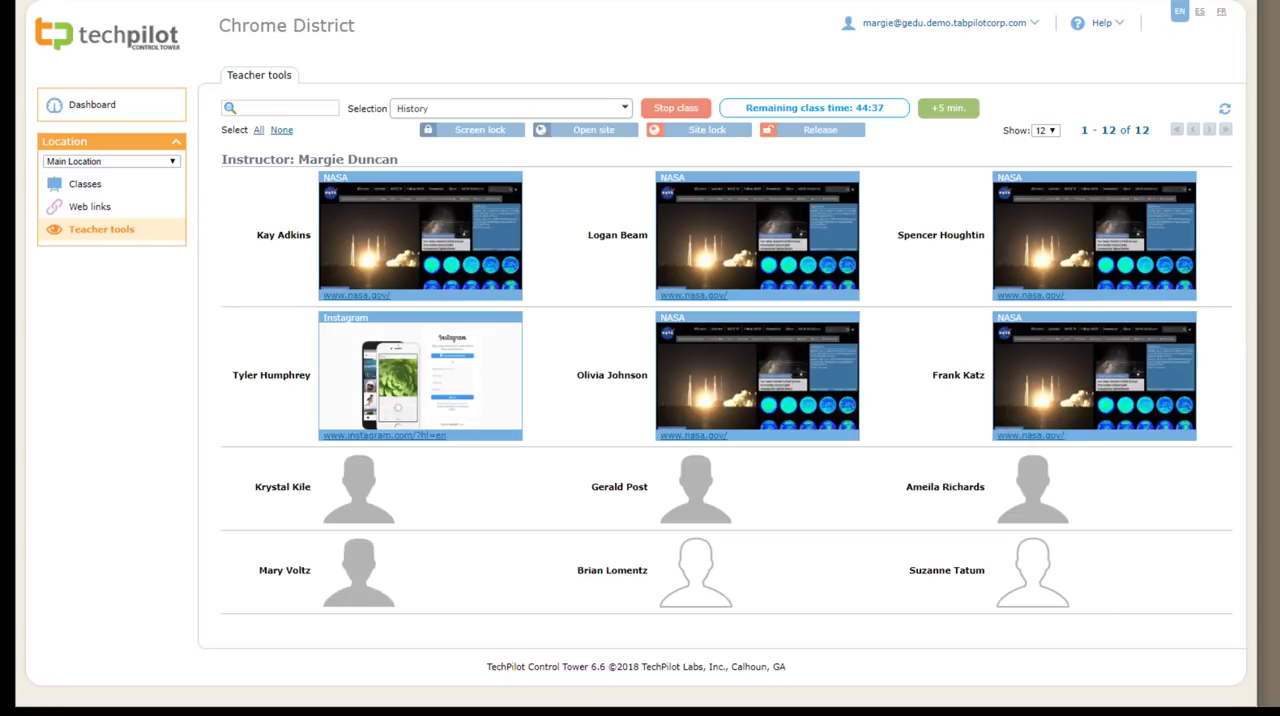 techpilot
CONTROL TOWER
Chrome District
margie@gedu.demo.tabpilotcorp.com
Help
EN ES FR
Dashboard
Location
Main Location
Classes
Web links
Teacher tools
Teacher tools
Selection History Stop class Remaining class time: 44:37 +5 min.
Select All None Screen lock Open site Site lock Release Show: 12 1 - 12 of 12
Instructor: Margie Duncan
NASA NASA NASA
Kay Adkins Logan Beam Spencer Houghtin
www.nasa.gov/ www.nasa.gov/ www.nasa.gov/
Instagram NASA NASA
Instagram
Tyler Humphrey Olivia Johnson Frank Katz
www.instagram.com/?hl=en www.nasa.gov/ www.nasa.gov/
Krystal Kile Gerald Post Ameila Richards
Mary Voltz Brian Lomentz Suzanne Tatum
TechPilot Control Tower 6.6 ©2018 TechPilot Labs, Inc., Calhoun, GA